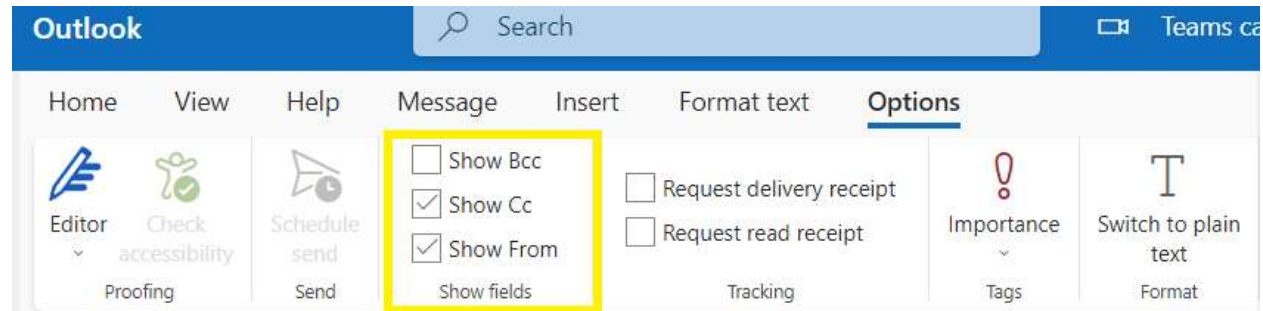 Outlook
Search
Teams ca
Home View Help Message Insert Format text Options
Editor
Check accessibility
Proofing
Schedule send
Send
Show Bcc
Show Cc
Show From
Show fields
Request delivery receipt
Request read receipt
Tracking
Importance
Tags
Switch to plain text
Format